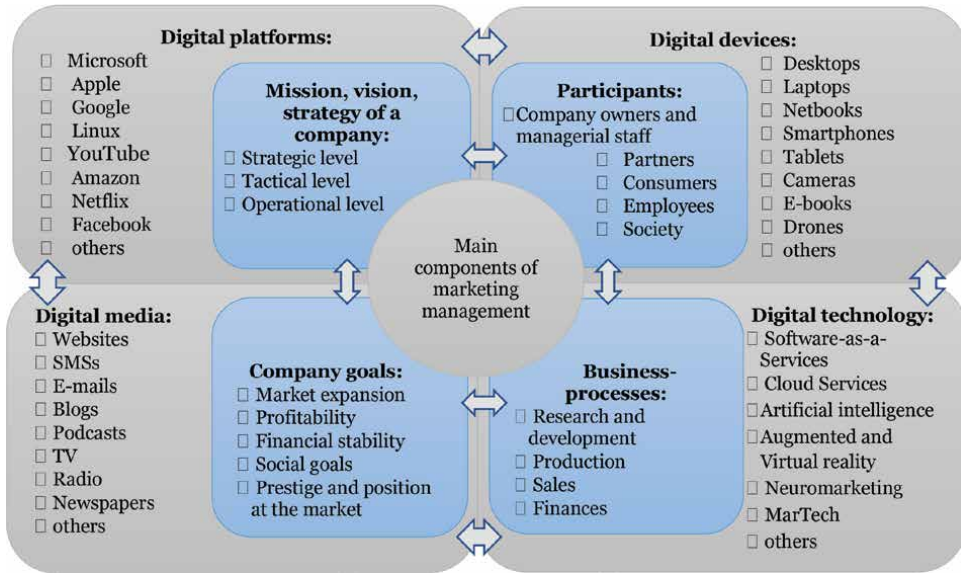 Digital platforms:
□ Microsoft
□ Apple
□ Google
□ Linux
□ YouTube
□ Amazon
□ Netflix
□ Facebook
□ others
Mission, vision,
strategy of a
company:
□ Strategic level
□ Tactical level
□ Operational level
Participants:
□ Company owners and
managerial staff
□ Partners
□ Consumers
□ Employees
□ Society
Digital devices:
□ Desktops
□ Laptops
□ Netbooks
□ Smartphones
□ Tablets
□ Cameras
□ E-books
□ Drones
□ others
Main
components of
marketing
management
Digital media:
□ Websites
□ SMSs
□ E-mails
□ Blogs
□ Podcasts
□ TV
□ Radio
□ Newspapers
□ others
Company goals:
□ Market expansion
□ Profitability
□ Financial stability
□ Social goals
□ Prestige and position
at the market
Business-
processes:
□ Research and
development
□ Production
□ Sales
□ Finances
Digital technology:
□ Software-as-a-
Services
□ Cloud Services
□ Artificial intelligence
□ Augmented and
Virtual reality
□ Neuromarketing
□ MarTech
□ others